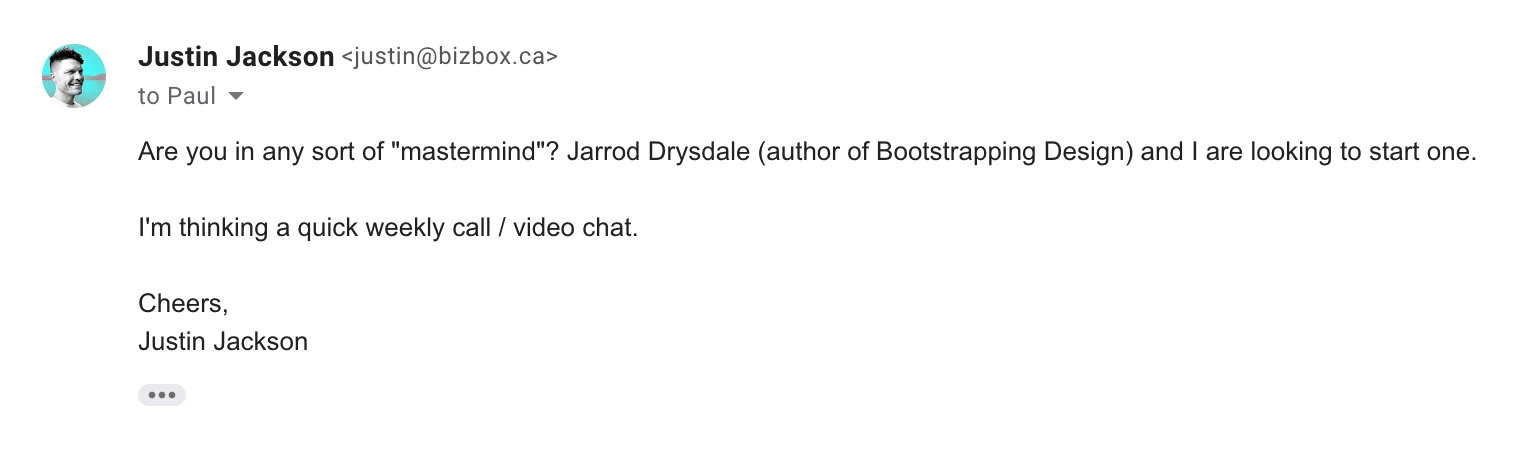 Justin Jackson <justin@bizbox.ca>
to Paul
Are you in any sort of "mastermind"? Jarrod Drysdale (author of Bootstrapping Design) and I are looking to start one.
I'm thinking a quick weekly call / video chat.
Cheers,
Justin Jackson